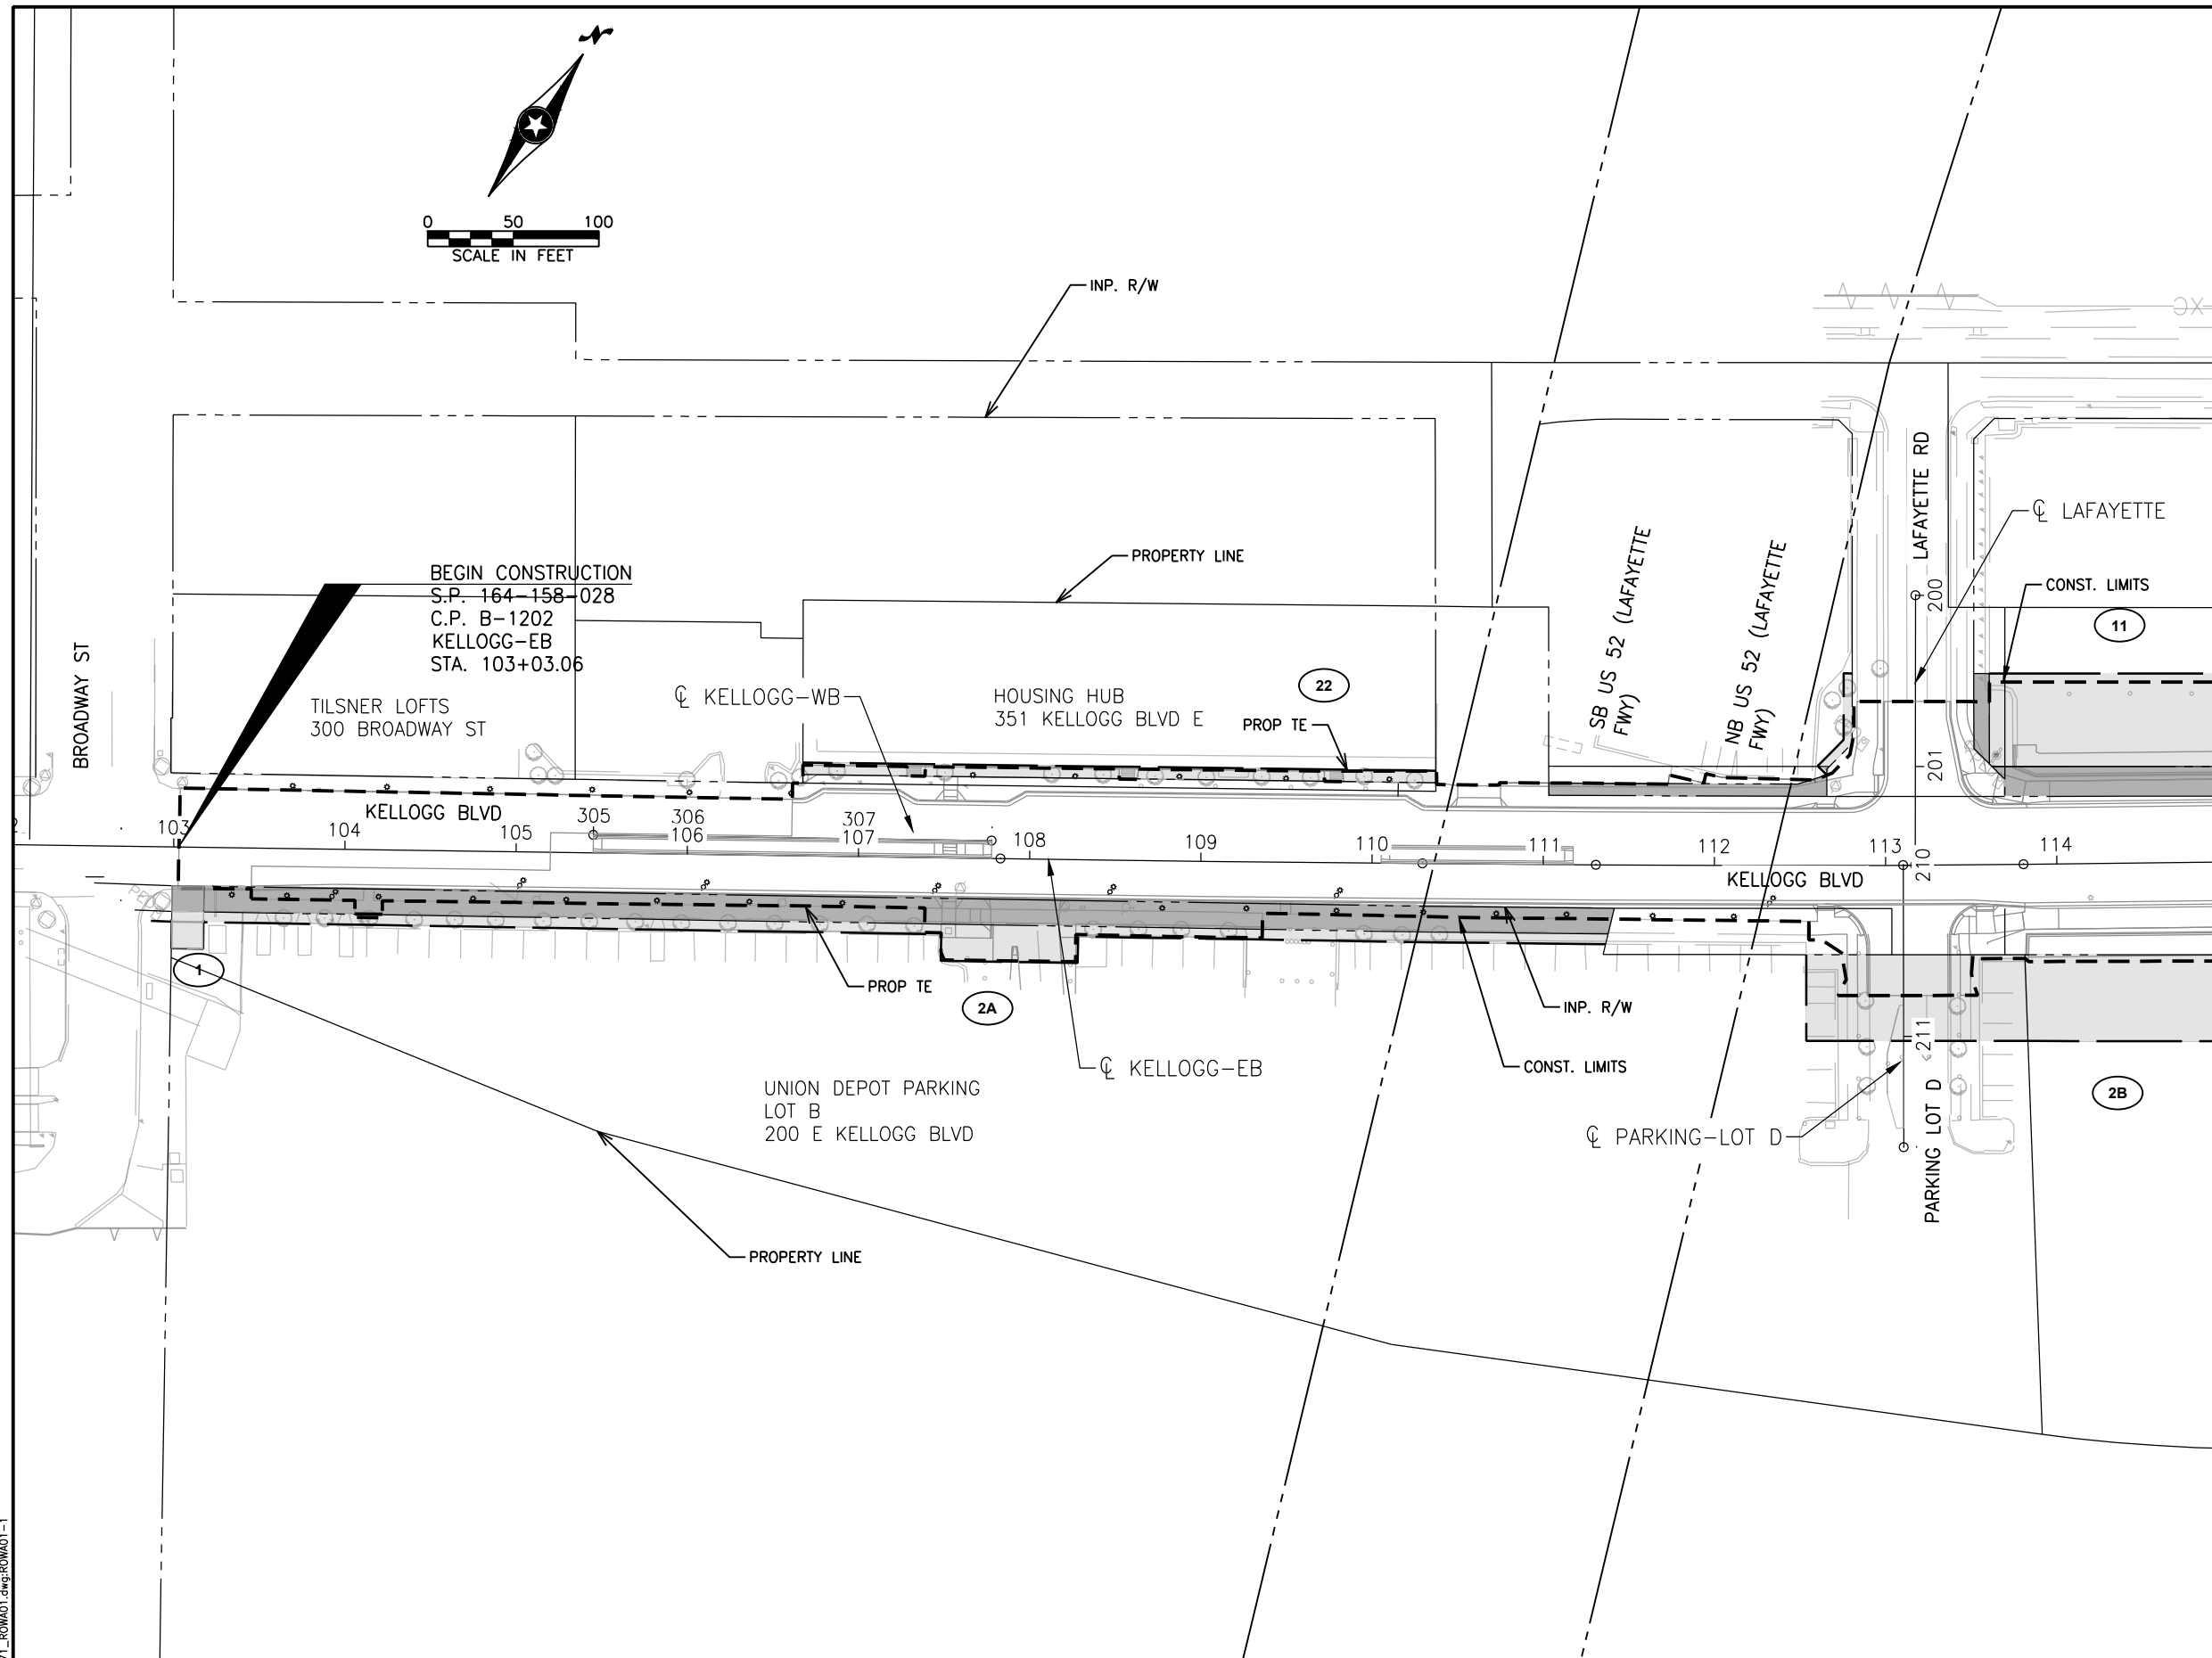 N
0 50 100
SCALE IN FEET
INP. R/W
PROPERTY LINE
BEGIN CONSTRUCTION
S.P. 164-158-028
C.P. B-1202
KELLOGG-EB
STA. 103+03.06
TILSNER LOFTS
300 BROADWAY ST
BROADWAY ST
℄ KELLOGG-WB
HOUSING HUB
351 KELLOGG BLVD E
22
PROP TE
SB US 52 (LAFAYETTE
FWY)
NB US 52 (LAFAYETTE
FWY)
LAFAYETTE RD
℄ LAFAYETTE
CONST. LIMITS
11
200
201
KELLOGG BLVD
305 306 307
103 104 105 106 107 108 109 110 111 112 113 114
210
KELLOGG BLVD
1
PROP TE
2A
INP. R/W
CONST. LIMITS
℄ KELLOGG-EB
UNION DEPOT PARKING
LOT B
200 E KELLOGG BLVD
211
2B
℄ PARKING-LOT D
PARKING LOT D
PROPERTY LINE
_ROWA01.dwg:ROWA01-1